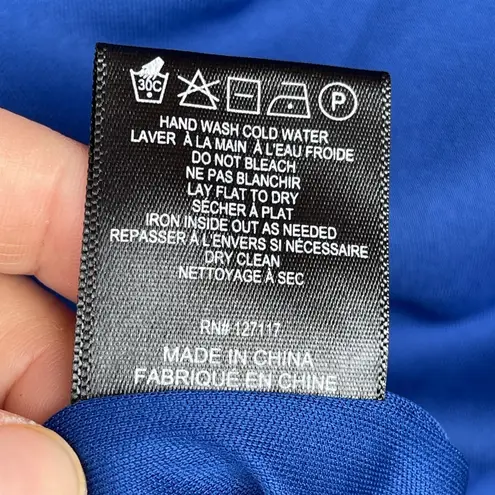 30C P
HAND WASH COLD WATER
LAVER À LA MAIN À L'EAU FROIDE
DO NOT BLEACH
NE PAS BLANCHIR
LAY FLAT TO DRY
SÉCHER À PLAT
IRON INSIDE OUT AS NEEDED
REPASSER À L'ENVERS SI NÉCESSAIRE
DRY CLEAN
NETTOYAGE À SEC
RN# 127117
MADE IN CHINA
FABRIQUE EN CHINE